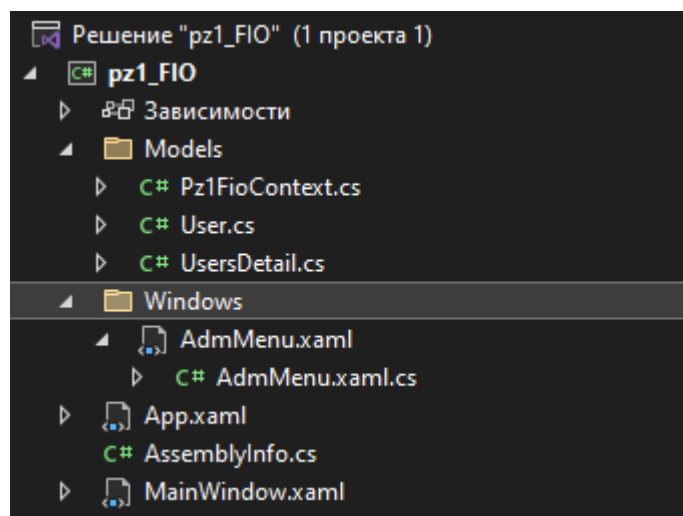 Решение "pz1_FIO" (1 проекта 1)
C# pz1_FIO
Зависимости
Models
C# Pz1FioContext.cs
C# User.cs
C# UsersDetail.cs
Windows
AdmMenu.xaml
C# AdmMenu.xaml.cs
App.xaml
C# AssemblyInfo.cs
MainWindow.xaml